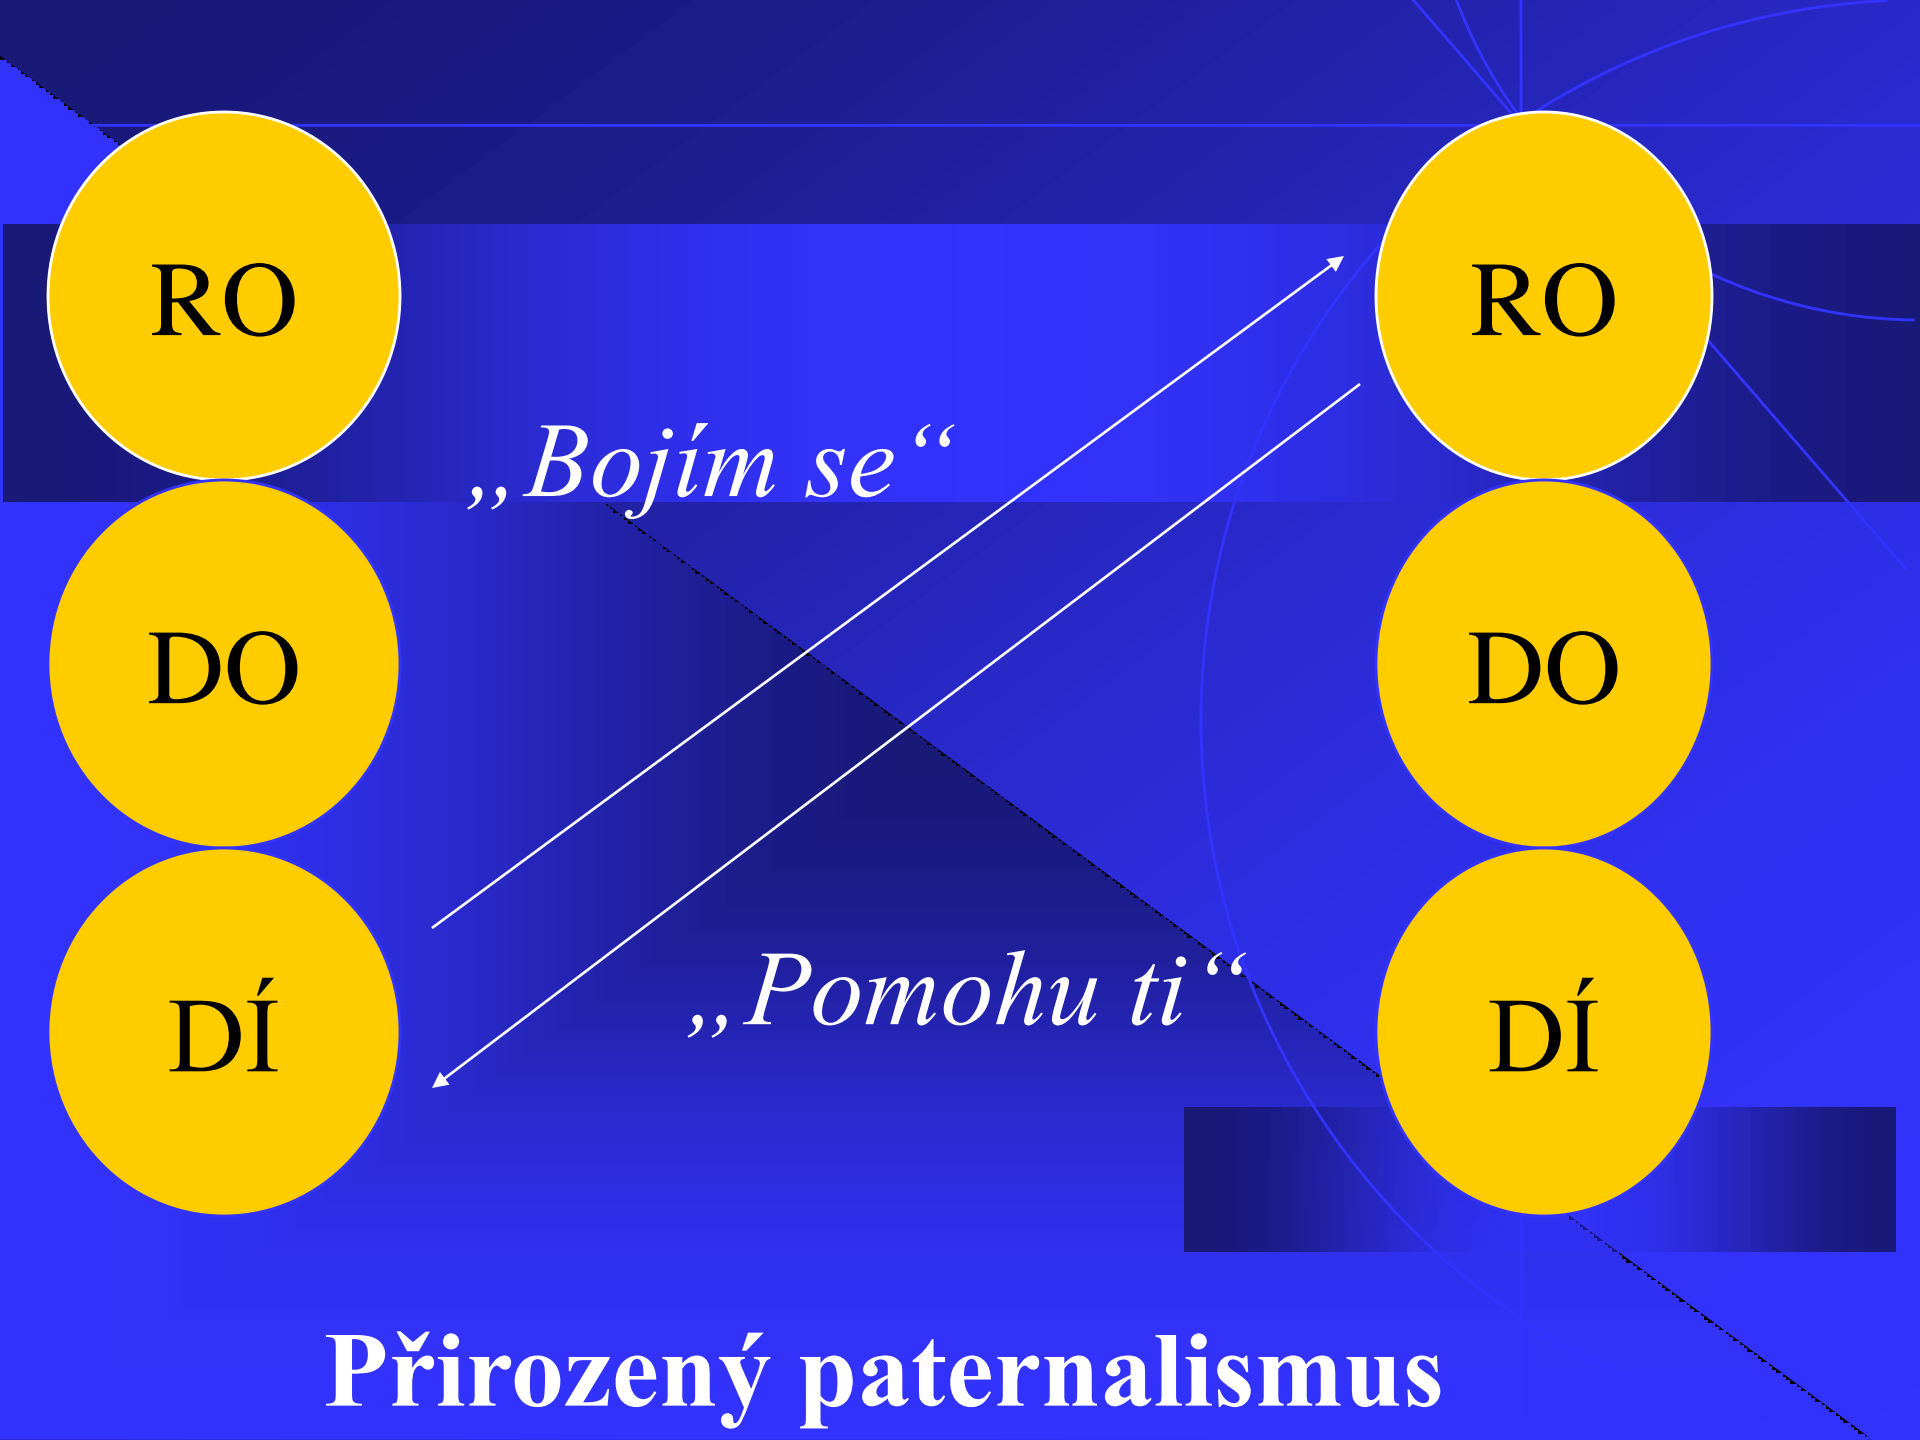 RO
RO
„Bojím se“
DO
DO
„Pomohu ti“
DÍ
DÍ
Přirozený paternalismus